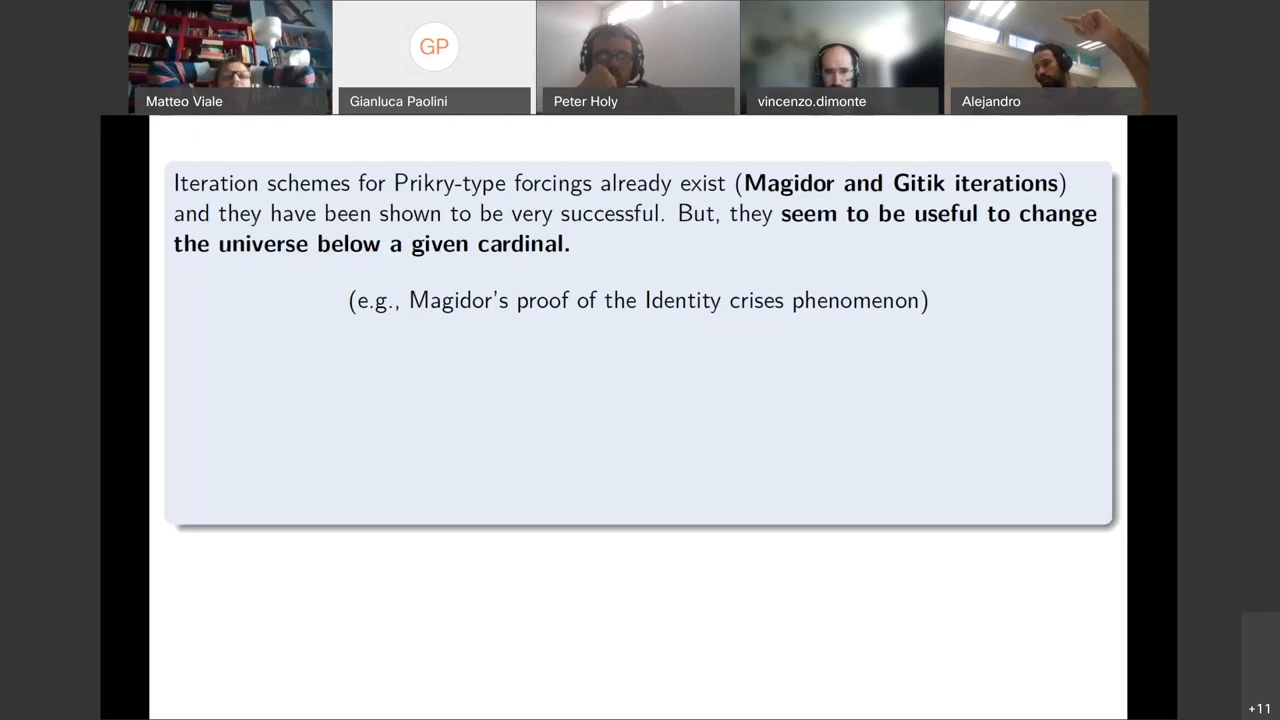 GP
Matteo Viale
Gianluca Paolini
Peter Holy
vincenzo.dimonte
Alejandro
Iteration schemes for Prikry-type forcings already exist (Magidor and Gitik iterations)
and they have been shown to be very successful. But, they seem to be useful to change
the universe below a given cardinal.
(e.g., Magidor's proof of the Identity crises phenomenon)
+11